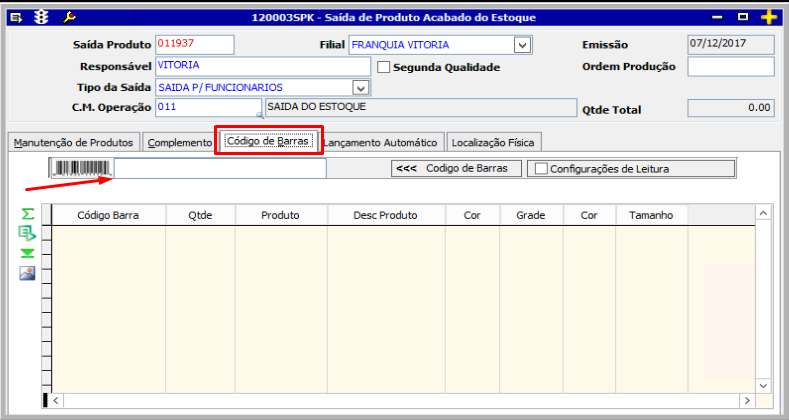 120003SPK - Saída de Produto Acabado do Estoque
Saída Produto 011937 Filial FRANQUIA VITORIA Emissão 07/12/2017
Responsável VITORIA Segunda Qualidade Ordem Produção
Tipo da Saída SAIDA P/ FUNCIONARIOS
C.M. Operação 011 SAIDA DO ESTOQUE Qtde Total 0.00
Manutenção de Produtos Complemento Código de Barras Lançamento Automático Localização Física
<<< Codigo de Barras Configurações de Leitura
Código Barra Qtde Produto Desc Produto Cor Grade Cor Tamanho